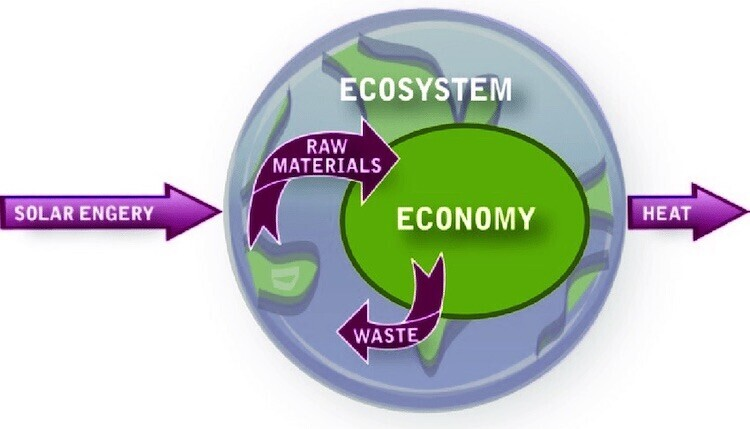 ECOSYSTEM
RAW
MATERIALS
SOLAR ENGERY
ECONOMY
HEAT
WASTE